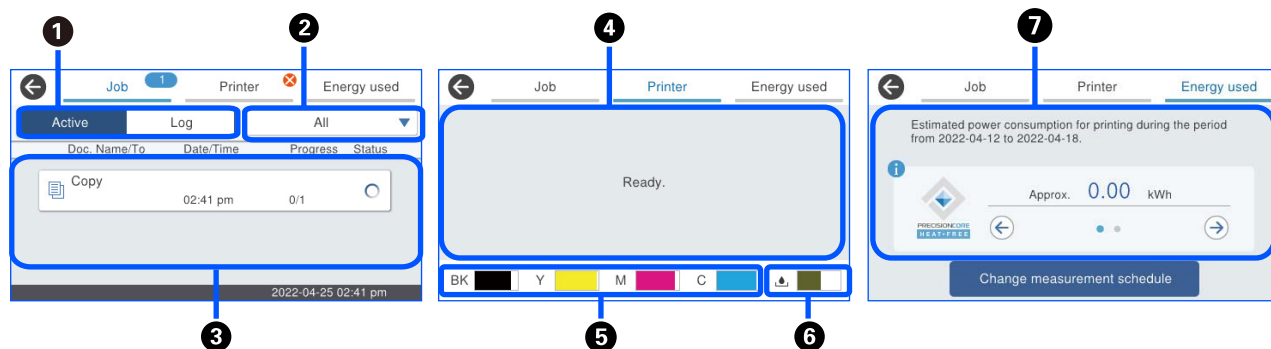 1
2
4
7
Job
1
Printer
Energy used
Active
Log
All
Doc. Name/To
Date/Time
Progress
Status
Copy
02:41 pm
0/1
2022-04-25 02:41 pm
3
Job
Printer
Energy used
Ready.
BK
Y
M
C
5
6
Job
Printer
Energy used
Estimated power consumption for printing during the period
from 2022-04-12 to 2022-04-18.
i
PRECISIONCORE
HEAT-FREE
Approx. 0.00 kWh
Change measurement schedule